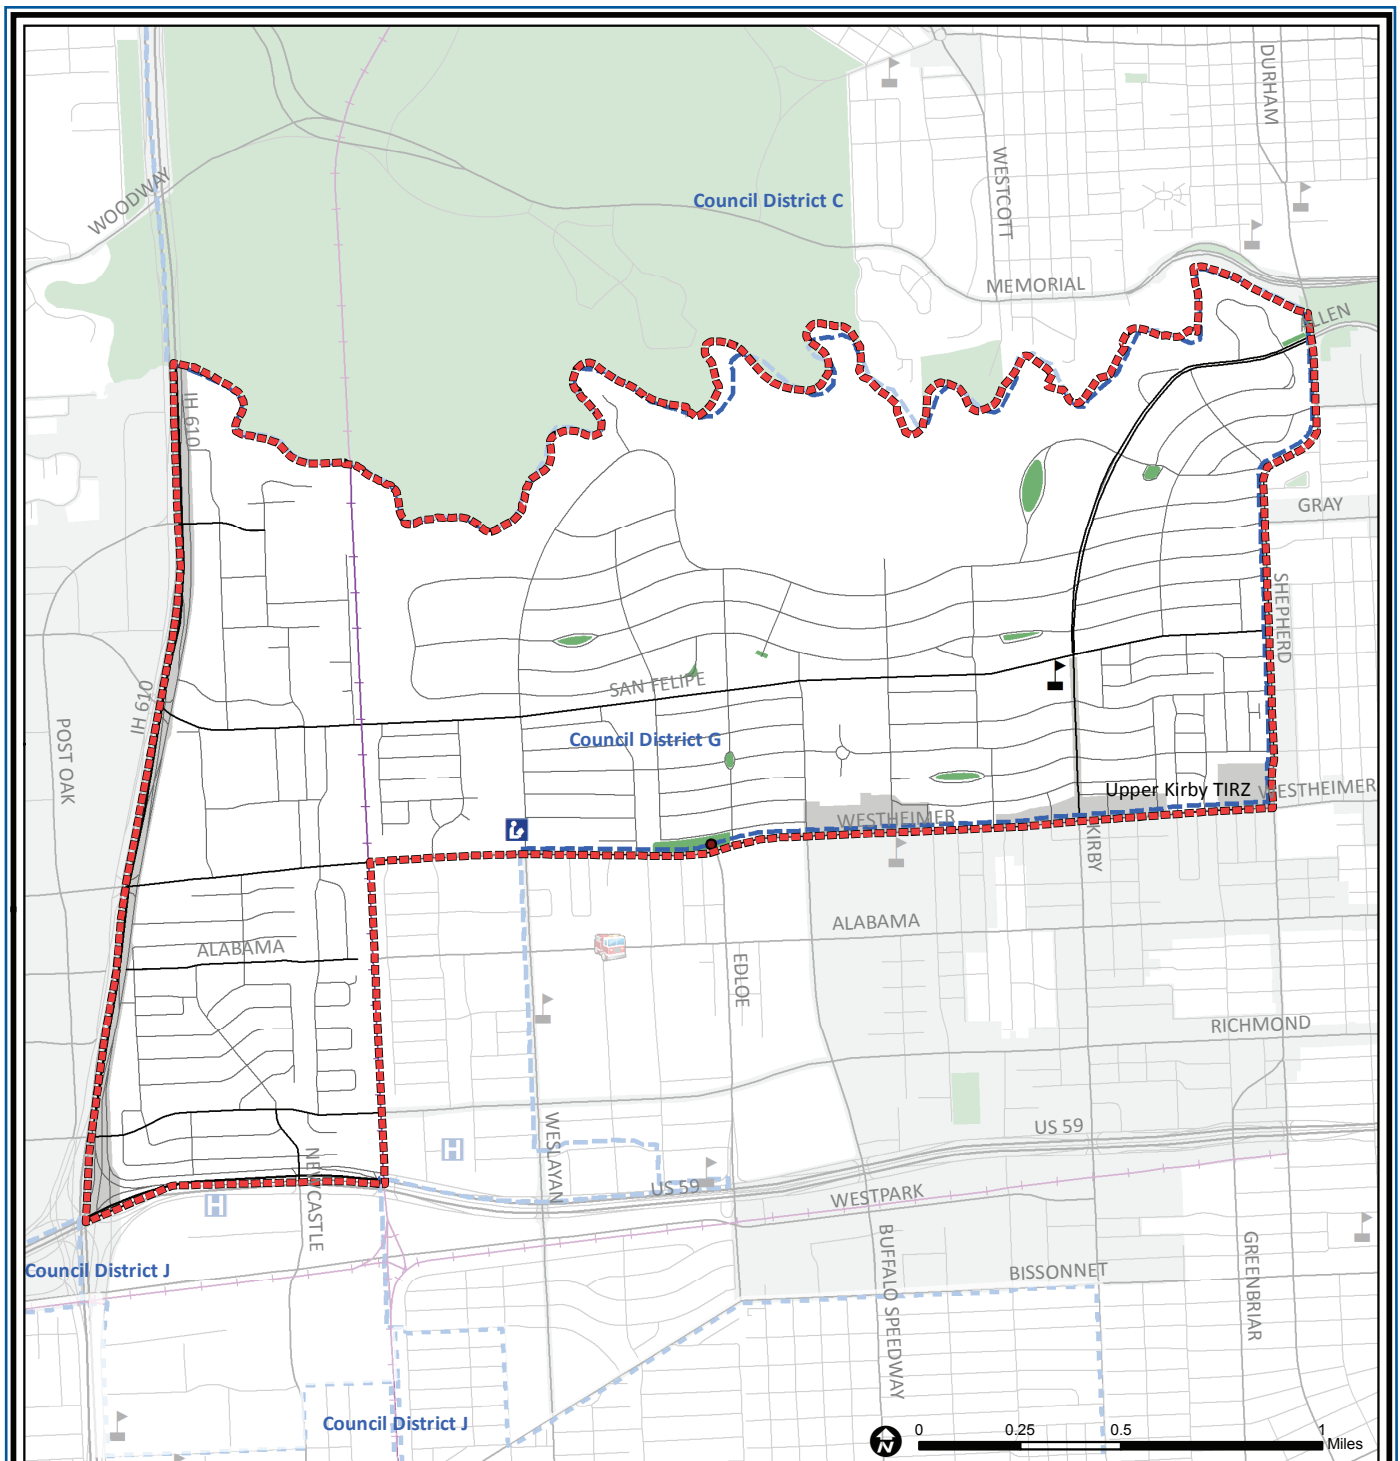 DURHAM
WESTCOTT
WOODWAY
Council District C
MEMORIAL
ALLEN
IH 610
GRAY
SHEPHERD
SAN FELIPE
IH 610
POST OAK
Council District G
Upper Kirby TIRZ
WESTHEIMER
WESTHEIMER
KIRBY
ALABAMA
ALABAMA
EDLOE
RICHMOND
US 59
WESLAYAN
NEWCASTLE
US 59
WESTPARK
BUFFALO SPEEDWAY
GREENBRIAR
BISSONNET
Council District J
Council District J
H
H
N
0 0.25 0.5 1
Miles